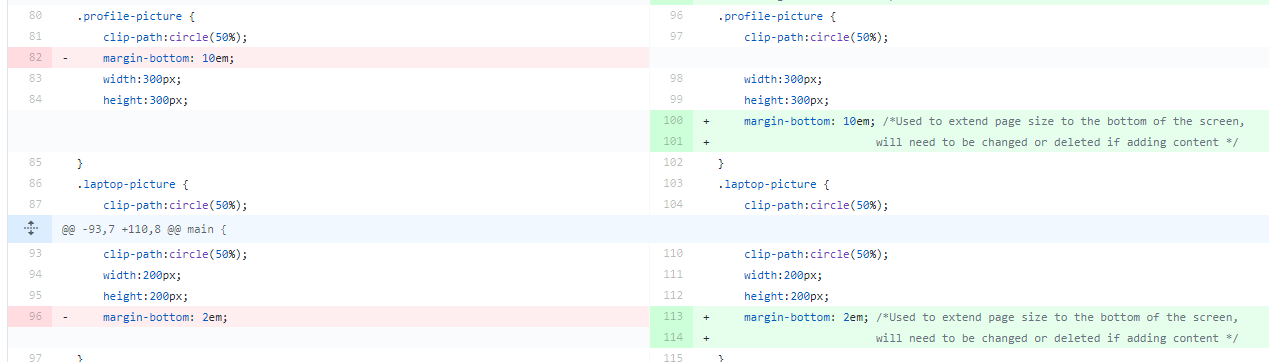 80 .profile-picture { 96 .profile-picture {
81 clip-path:circle(50%); 97 clip-path:circle(50%);
82 - margin-bottom: 10em;
83 width:300px; 98 width:300px;
84 height:300px; 99 height:300px;
100 + margin-bottom: 10em; /*Used to extend page size to the bottom of the screen,
101 + will need to be changed or deleted if adding content */
85 } 102 }
86 .laptop-picture { 103 .laptop-picture {
87 clip-path:circle(50%); 104 clip-path:circle(50%);
@@ -93,7 +110,8 @@ main {
93 clip-path:circle(50%); 110 clip-path:circle(50%);
94 width:200px; 111 width:200px;
95 height:200px; 112 height:200px;
96 - margin-bottom: 2em; 113 + margin-bottom: 2em; /*Used to extend page size to the bottom of the screen,
114 + will need to be changed or deleted if adding content */
97 } 115 }